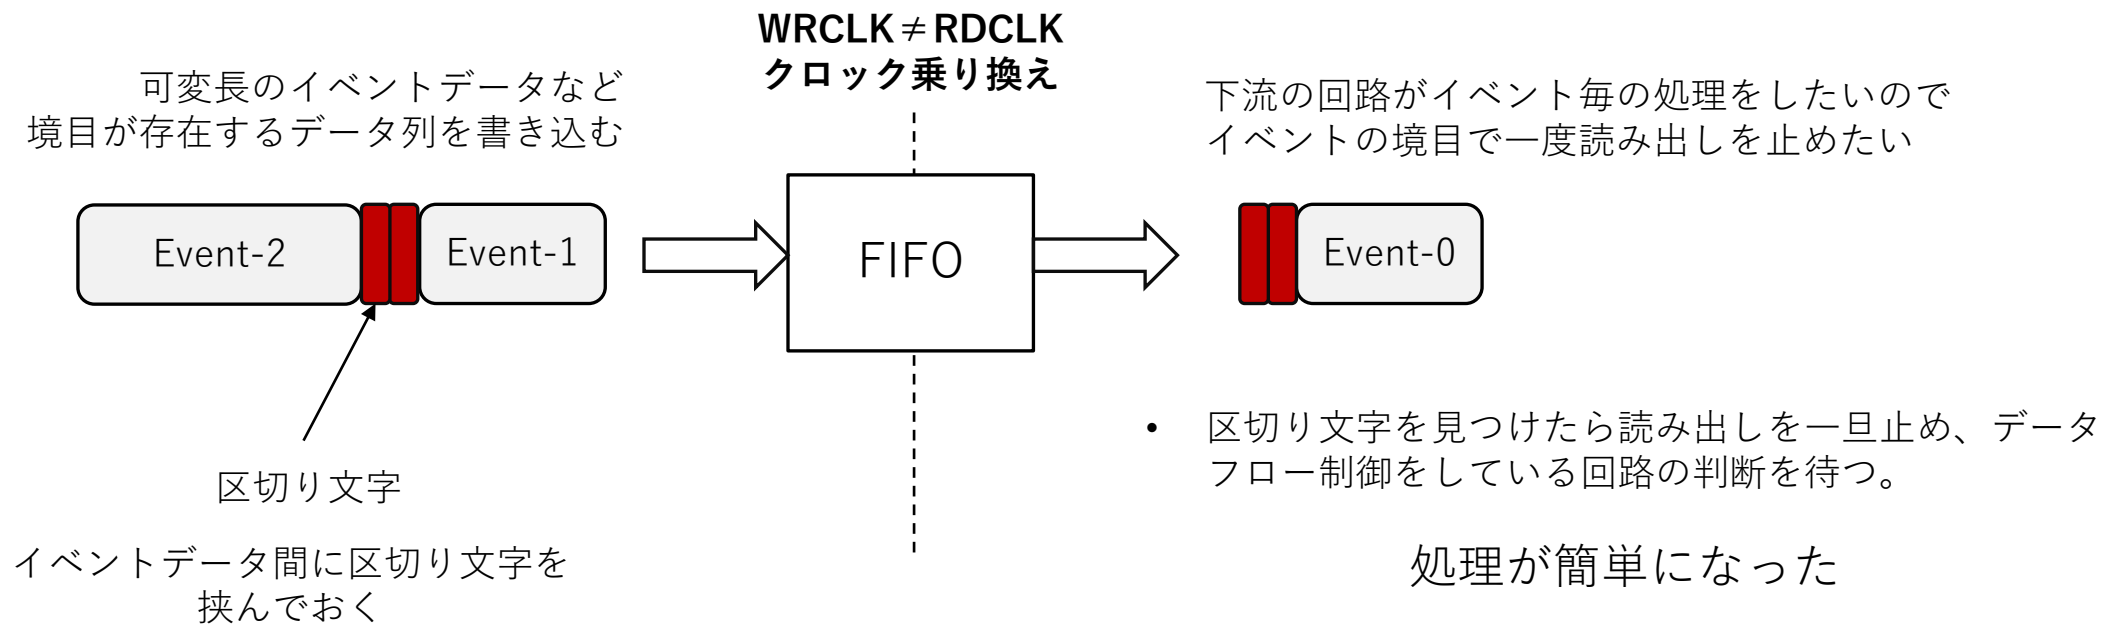 WRCLK≠RDCLK
クロック乗り換え
可変長のイベントデータなど
境目が存在するデータ列を書き込む
下流の回路がイベント毎の処理をしたいので
イベントの境目で一度読み出しを止めたい
Event-2
Event-1
FIFO
Event-0
区切り文字
イベントデータ間に区切り文字を
挟んでおく
• 区切り文字を見つけたら読み出しを一旦止め、データ
フロー制御をしている回路の判断を待つ。
処理が簡単になった